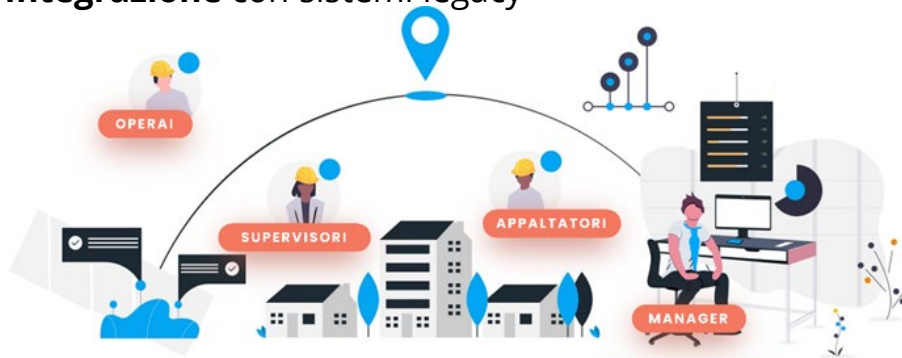 Integrazione con sistemi legacy
OPERAI
SUPERVISORI
APPALTATORI
MANAGER